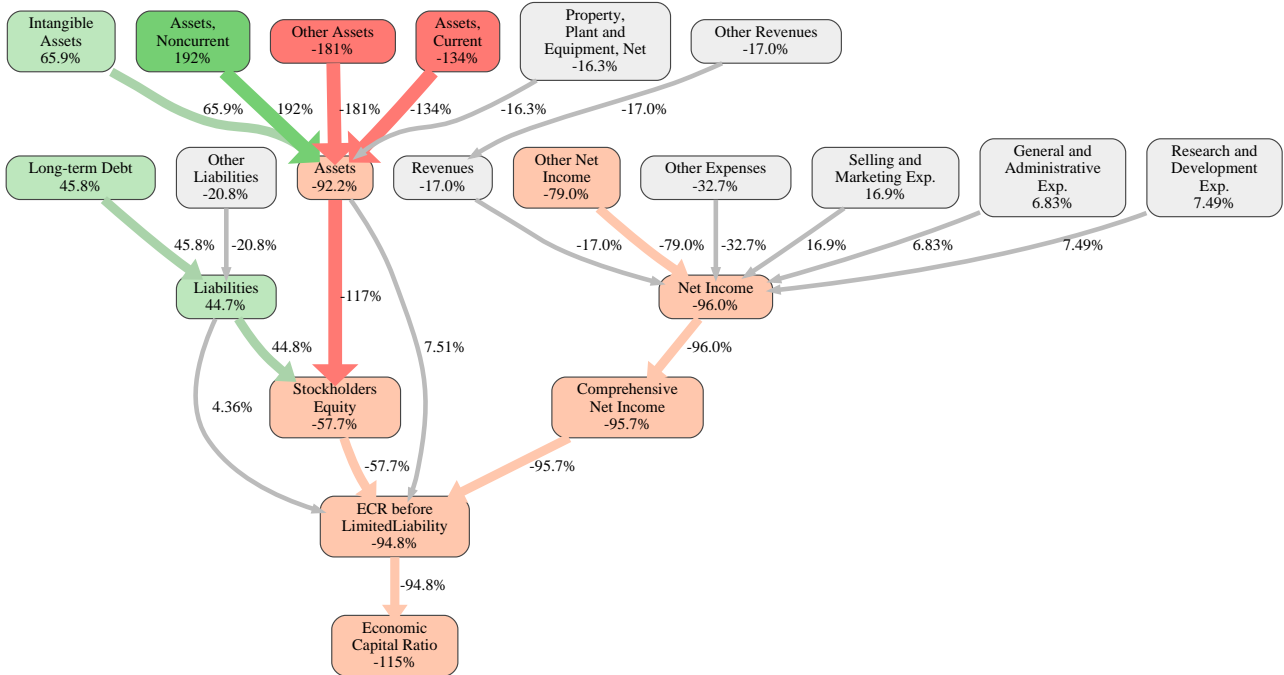 Intangible
Assets
65.9%
Assets,
Noncurrent
192%
Other Assets
-181%
Assets,
Current
-134%
Property,
Plant and
Equipment, Net
-16.3%
Other Revenues
-17.0%
65.9%
192%
-181%
-134%
-16.3%
-17.0%
Long-term Debt
45.8%
Other
Liabilities
-20.8%
Assets
-92.2%
Revenues
-17.0%
Other Net
Income
-79.0%
Other Expenses
-32.7%
Selling and
Marketing Exp.
16.9%
General and
Administrative
Exp.
6.83%
Research and
Development
Exp.
7.49%
45.8%
-20.8%
-17.0%
-79.0%
-32.7%
16.9%
6.83%
7.49%
Liabilities
44.7%
-117%
Net Income
-96.0%
44.8%
7.51%
-96.0%
4.36%
Stockholders
Equity
-57.7%
Comprehensive
Net Income
-95.7%
-57.7%
-95.7%
ECR before
LimitedLiability
-94.8%
-94.8%
Economic
Capital Ratio
-115%